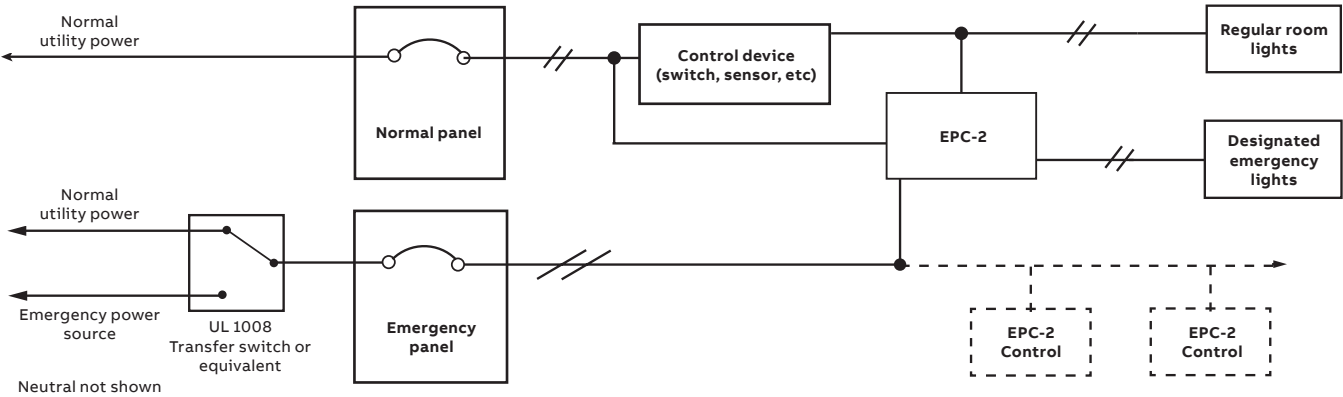 Normal
utility power
Normal panel
Control device
(switch, sensor, etc)
Regular room
lights
EPC-2
Designated
emergency
lights
Normal
utility power
Emergency power
source
UL 1008
Transfer switch or
equivalent
Emergency
panel
EPC-2
Control
EPC-2
Control
Neutral not shown